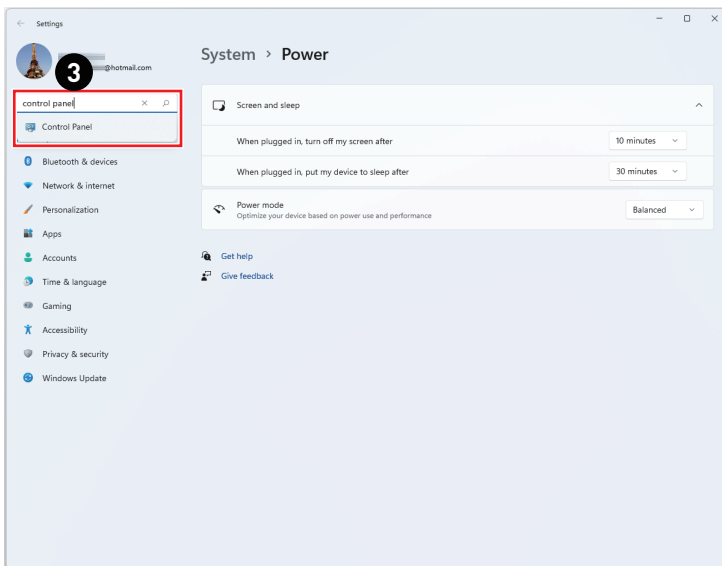 Settings
3
@hotmail.com
System > Power
control panel
Control Panel
Bluetooth & devices
Network & internet
Personalization
Apps
Accounts
Time & language
Gaming
Accessibility
Privacy & security
Windows Update
Screen and sleep
When plugged in, turn off my screen after
10 minutes
When plugged in, put my device to sleep after
30 minutes
Power mode
Optimize your device based on power use and performance
Balanced
Get help
Give feedback